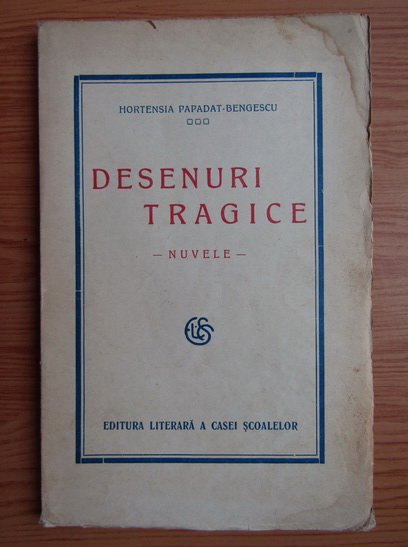 HORTENSIA PAPADAT-BENGESCU
DESENURI
TRAGICE
— NUVELE —
EDITURA LITERARĂ A CASEI ȘCOALELOR